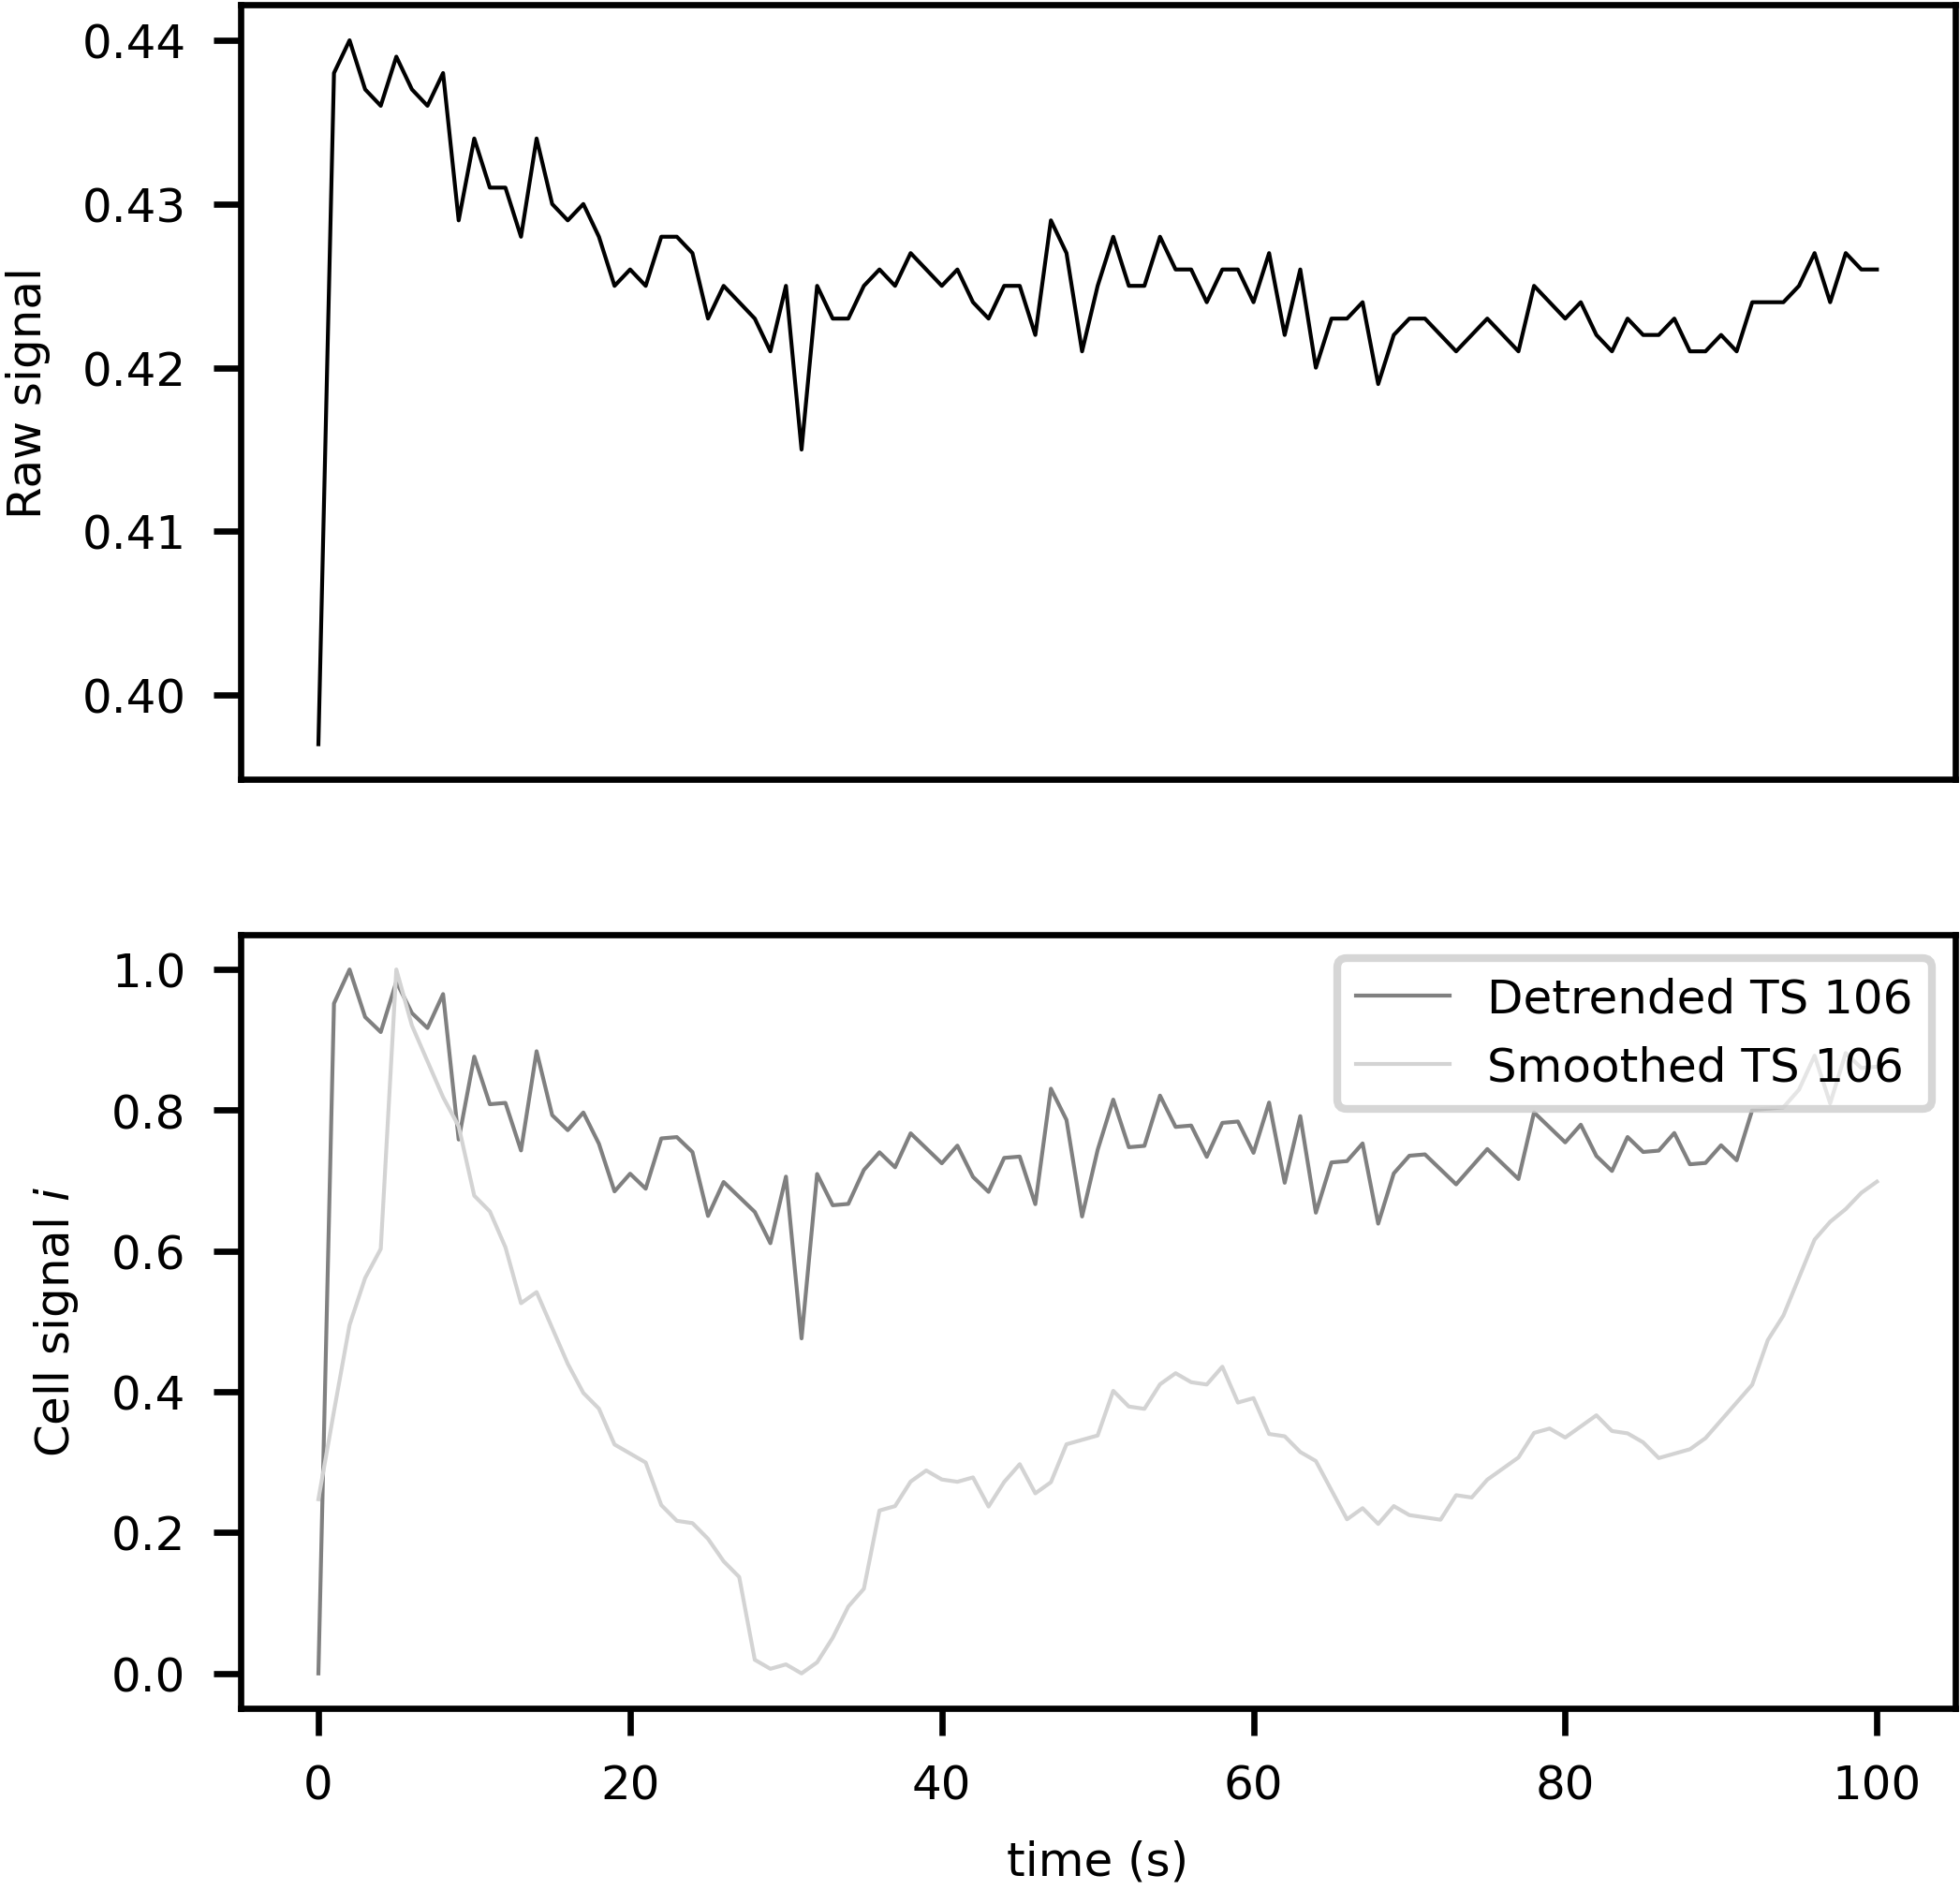 0.44
0.43
0.42
0.41
0.40
Raw signal
1.0
0.8
0.6
0.4
0.2
0.0
Cell signal i
Detrended TS 106
Smoothed TS 106
0 20 40 60 80 100
time (s)